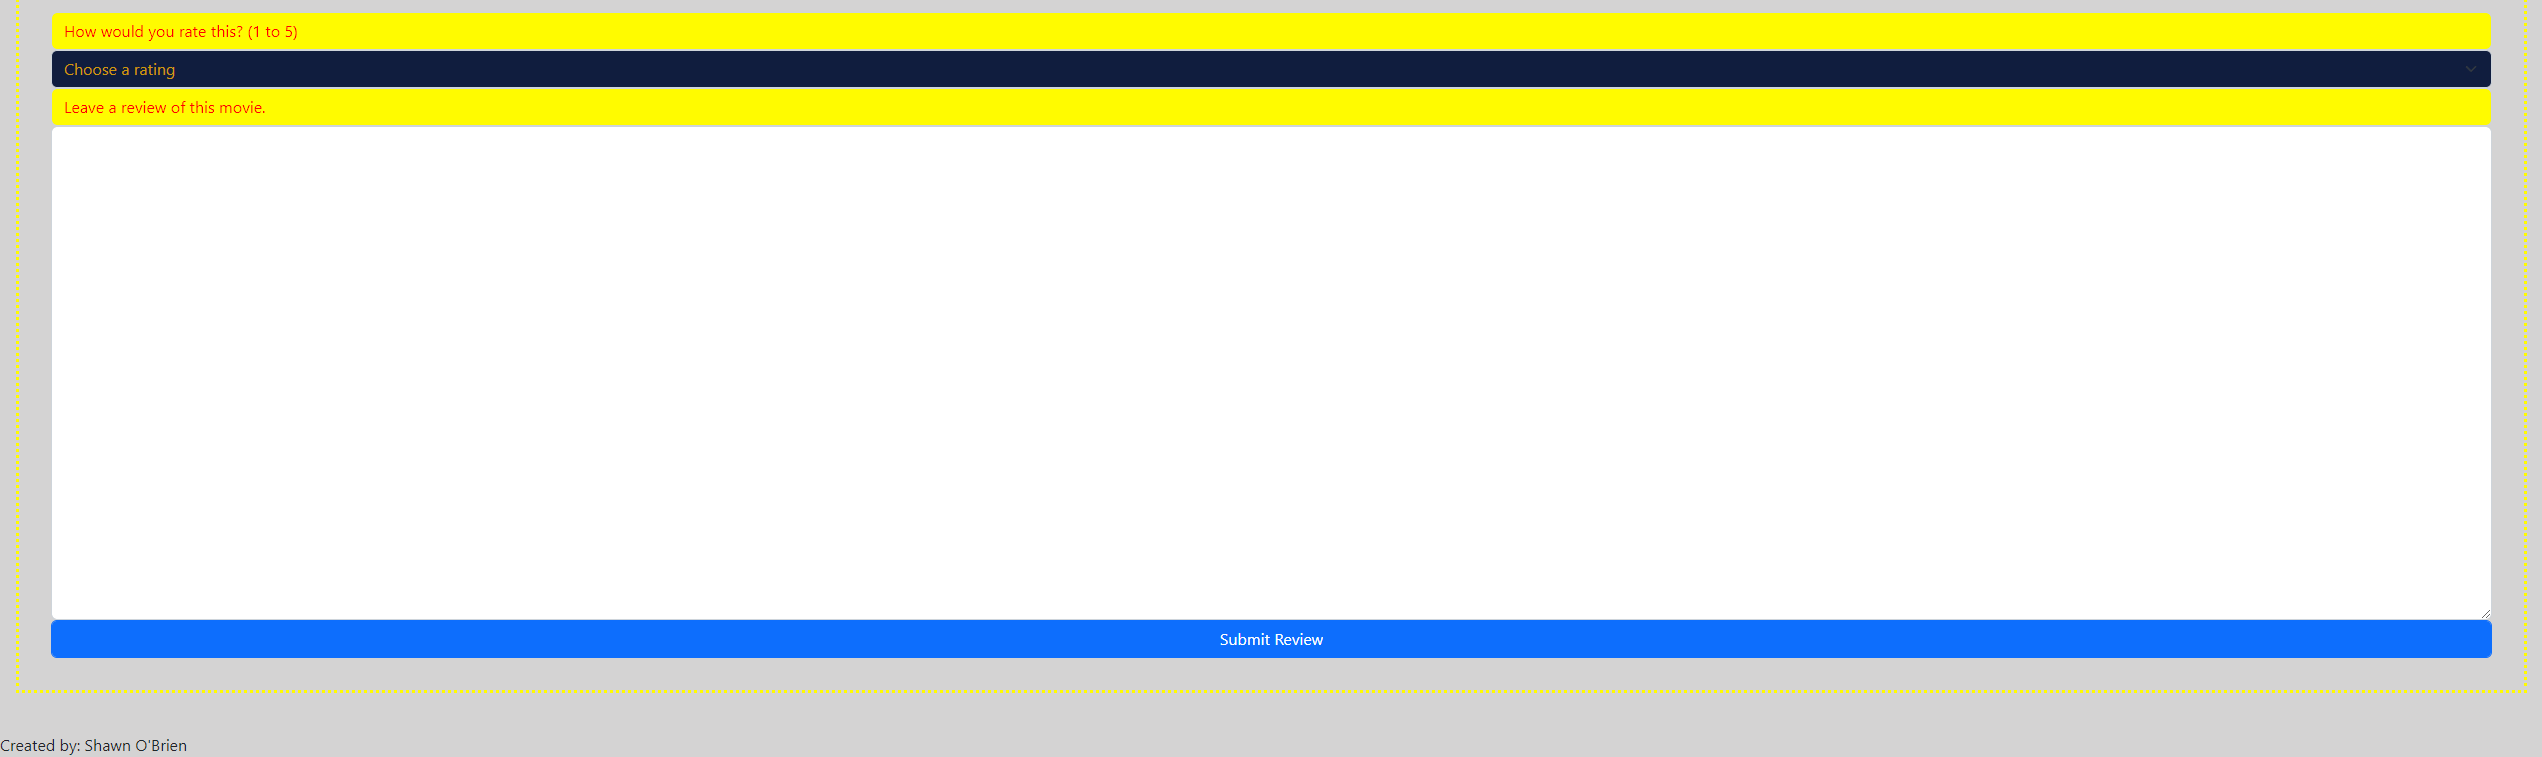 How would you rate this? (1 to 5)
Choose a rating
Leave a review of this movie.
Submit Review
Created by: Shawn O'Brien